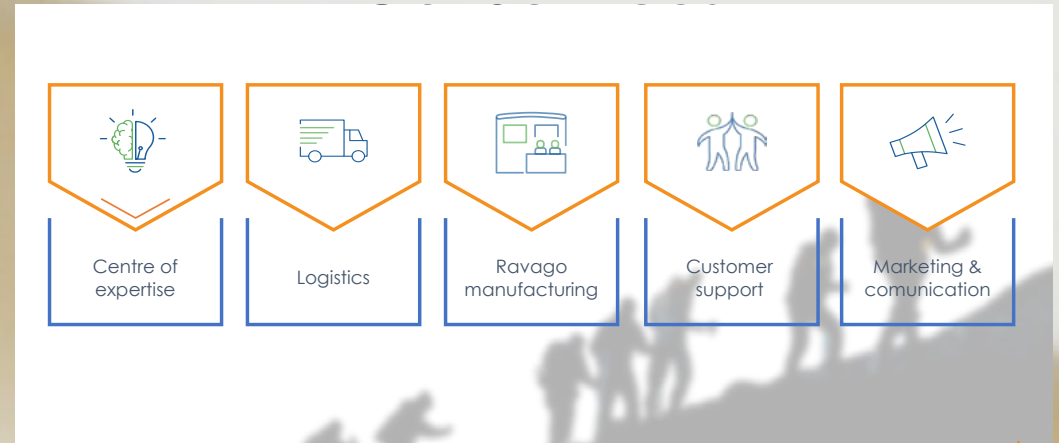 Centre of
expertise
Logistics
Ravago
manufacturing
Customer
support
Marketing &
comunication